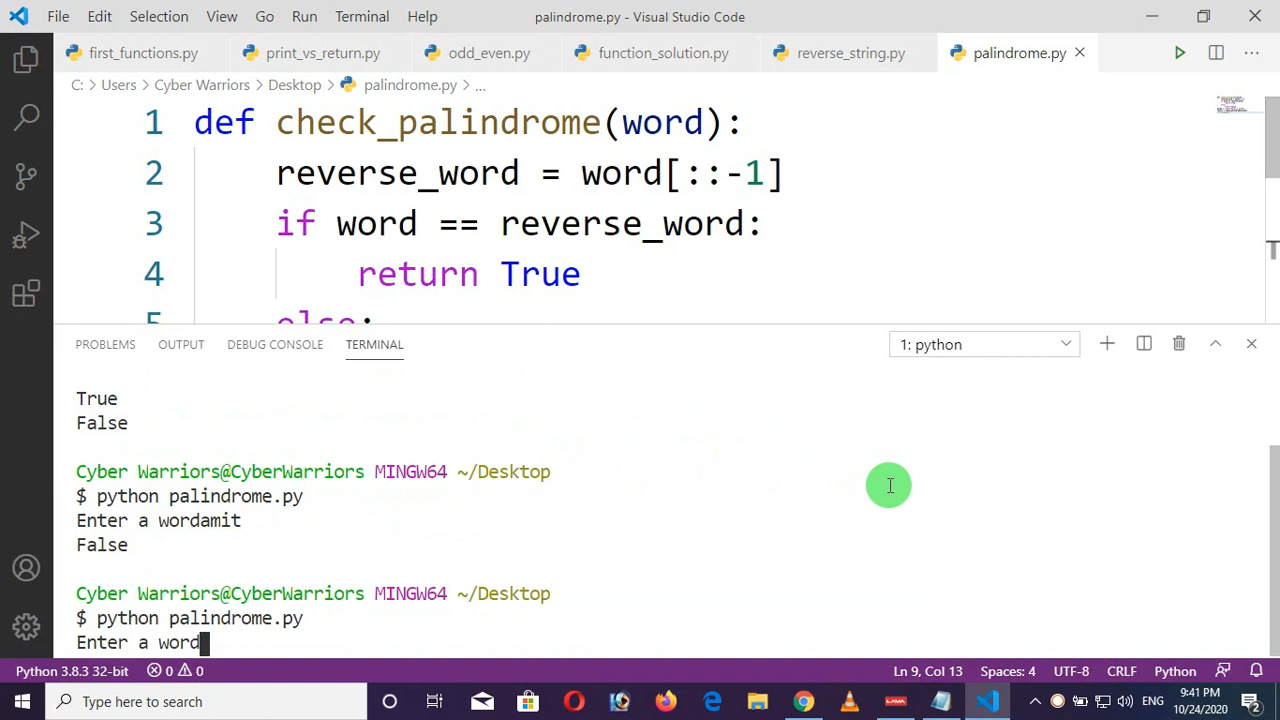 File Edit Selection View Go Run Terminal Help palindrome.py - Visual Studio Code
first_functions.py print_vs_return.py odd_even.py function_solution.py reverse_string.py palindrome.py
C: > Users > Cyber Warriors > Desktop > palindrome.py > ...
1 def check_palindrome(word):
2 reverse_word = word[::-1]
3 if word == reverse_word:
4 return True
5 else:
PROBLEMS OUTPUT DEBUG CONSOLE TERMINAL 1: python
True
False
Cyber Warriors@CyberWarriors MINGW64 ~/Desktop
$ python palindrome.py
Enter a wordamit
False
Cyber Warriors@CyberWarriors MINGW64 ~/Desktop
$ python palindrome.py
Enter a word
Python 3.8.3 32-bit 0 0 Ln 9, Col 13 Spaces: 4 UTF-8 CRLF Python
Type here to search LAVA ENG 9:41 PM
10/24/2020 2